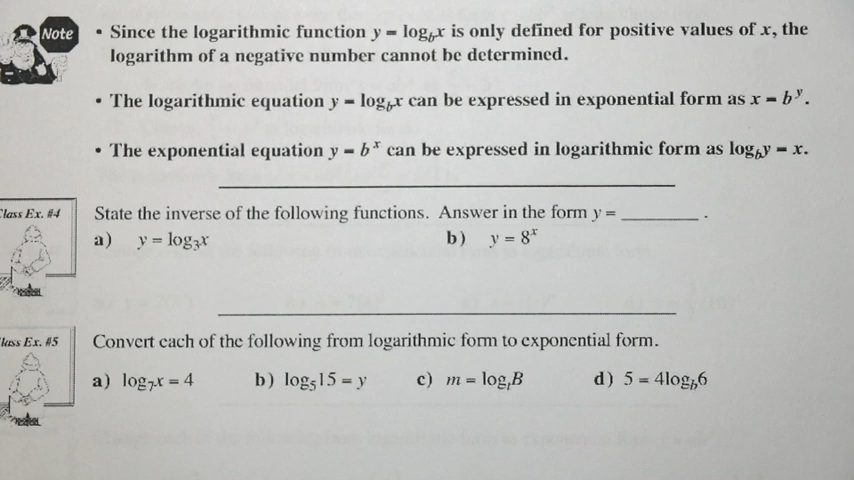 Note
• Since the logarithmic function y = log_b x is only defined for positive values of x, the
logarithm of a negative number cannot be determined.
• The logarithmic equation y = log_b x can be expressed in exponential form as x = b^y.
• The exponential equation y = b^x can be expressed in logarithmic form as log_b y = x.
lass Ex. #4
State the inverse of the following functions. Answer in the form y = ________ .
a) y = log_3 x b) y = 8^x
lass Ex. #5
Convert each of the following from logarithmic form to exponential form.
a) log_7 x = 4 b) log_5 15 = y c) m = log_t B d) 5 = 4log_b 6